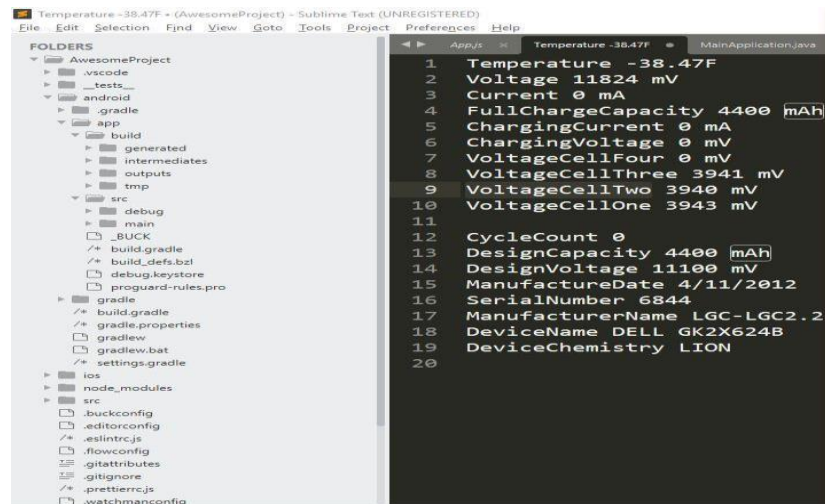 Temperature -38.47F • (AwesomeProject) - Sublime Text (UNREGISTERED)
File Edit Selection Find View Goto Tools Project Preferences Help
FOLDERS
AwesomeProject
.vscode
__tests__
android
.gradle
app
build
generated
intermediates
outputs
tmp
src
debug
main
_BUCK
/* build.gradle
/* build_defs.bzl
debug.keystore
proguard-rules.pro
gradle
/* build.gradle
/* gradle.properties
gradlew
gradlew.bat
/* settings.gradle
ios
node_modules
src
.buckconfig
.editorconfig
/* .eslintrc.js
.flowconfig
.gitattributes
.gitignore
/* .prettierrc.js
.watchmanconfig
App.js × Temperature -38.47F • MainApplication.java
1 Temperature -38.47F
2 Voltage 11824 mV
3 Current 0 mA
4 FullChargeCapacity 4400 mAh
5 ChargingCurrent 0 mA
6 ChargingVoltage 0 mV
7 VoltageCellFour 0 mV
8 VoltageCellThree 3941 mV
9 VoltageCellTwo 3940 mV
10 VoltageCellOne 3943 mV
11
12 CycleCount 0
13 DesignCapacity 4400 mAh
14 DesignVoltage 11100 mV
15 ManufactureDate 4/11/2012
16 SerialNumber 6844
17 ManufacturerName LGC-LGC2.2
18 DeviceName DELL GK2X624B
19 DeviceChemistry LION
20